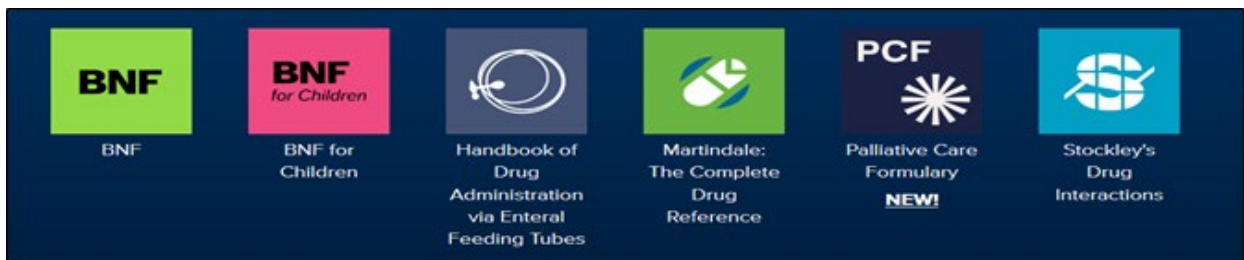 BNF
BNF
BNF
for Children
BNF for
Children
Handbook of
Drug
Administration
via Enteral
Feeding Tubes
Martindale:
The Complete
Drug
Reference
PCF
Palliative Care
Formulary
NEW!
Stockley's
Drug
Interactions